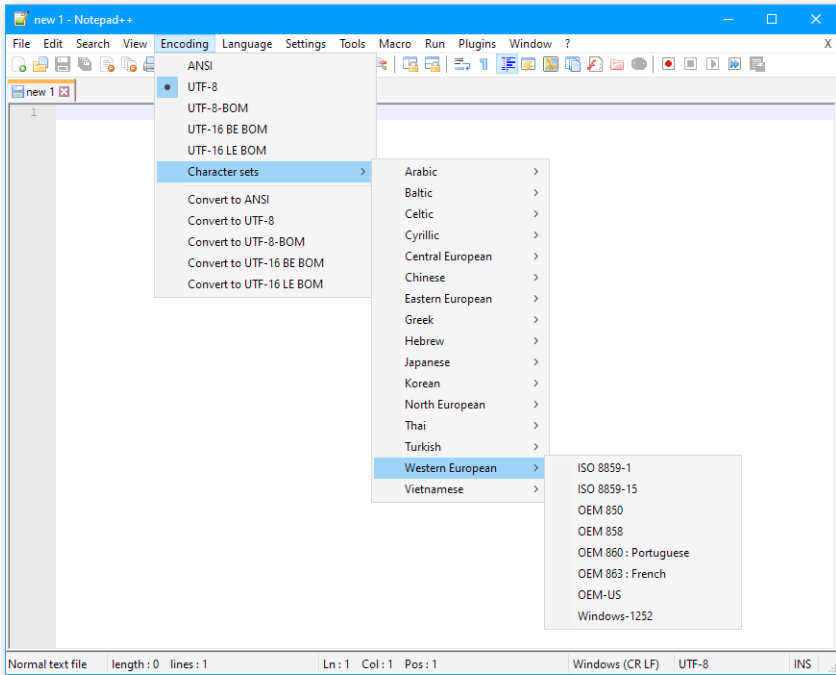 new 1 - Notepad++
File Edit Search View Encoding Language Settings Tools Macro Run Plugins Window ? X
new 1
1
ANSI
UTF-8
UTF-8-BOM
UTF-16 BE BOM
UTF-16 LE BOM
Character sets
Convert to ANSI
Convert to UTF-8
Convert to UTF-8-BOM
Convert to UTF-16 BE BOM
Convert to UTF-16 LE BOM
Arabic
Baltic
Celtic
Cyrillic
Central European
Chinese
Eastern European
Greek
Hebrew
Japanese
Korean
North European
Thai
Turkish
Western European
Vietnamese
ISO 8859-1
ISO 8859-15
OEM 850
OEM 858
OEM 860 : Portuguese
OEM 863 : French
OEM-US
Windows-1252
Normal text file length : 0 lines : 1 Ln : 1 Col : 1 Pos : 1 Windows (CR LF) UTF-8 INS